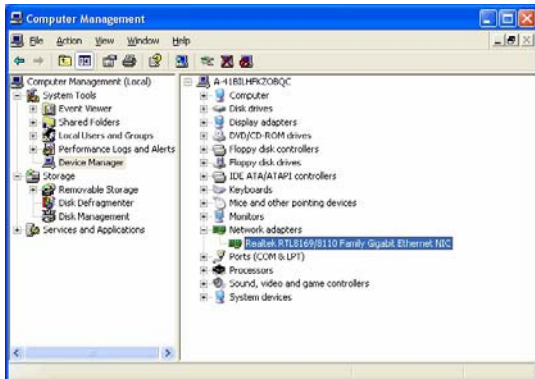 Computer Management
File Action View Window Help
Computer Management (Local)
System Tools
Event Viewer
Shared Folders
Local Users and Groups
Performance Logs and Alerts
Device Manager
Storage
Removable Storage
Disk Defragmenter
Disk Management
Services and Applications
A-41BILHFKZOBQC
Computer
Disk drives
Display adapters
DVD/CD-ROM drives
Floppy disk controllers
Floppy disk drives
IDE ATA/ATAPI controllers
Keyboards
Mice and other pointing devices
Monitors
Network adapters
Realtek RTL8169/8110 Family Gigabit Ethernet NIC
Ports (COM & LPT)
Processors
Sound, video and game controllers
System devices